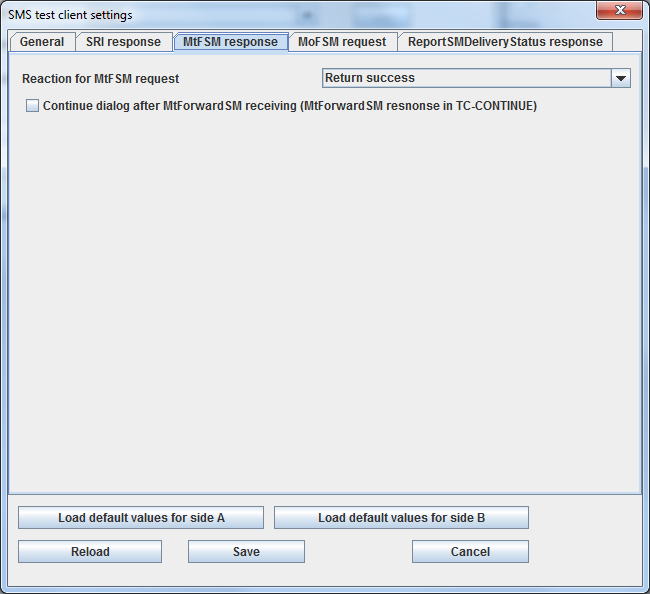 SMS test client settings
General SRI response MtFSM response MoFSM request ReportSMDeliveryStatus response
Reaction for MtFSM request Return success
Continue dialog after MtForwardSM receiving (MtForwardSM resnonse in TC-CONTINUE)
Load default values for side A Load default values for side B
Reload Save Cancel